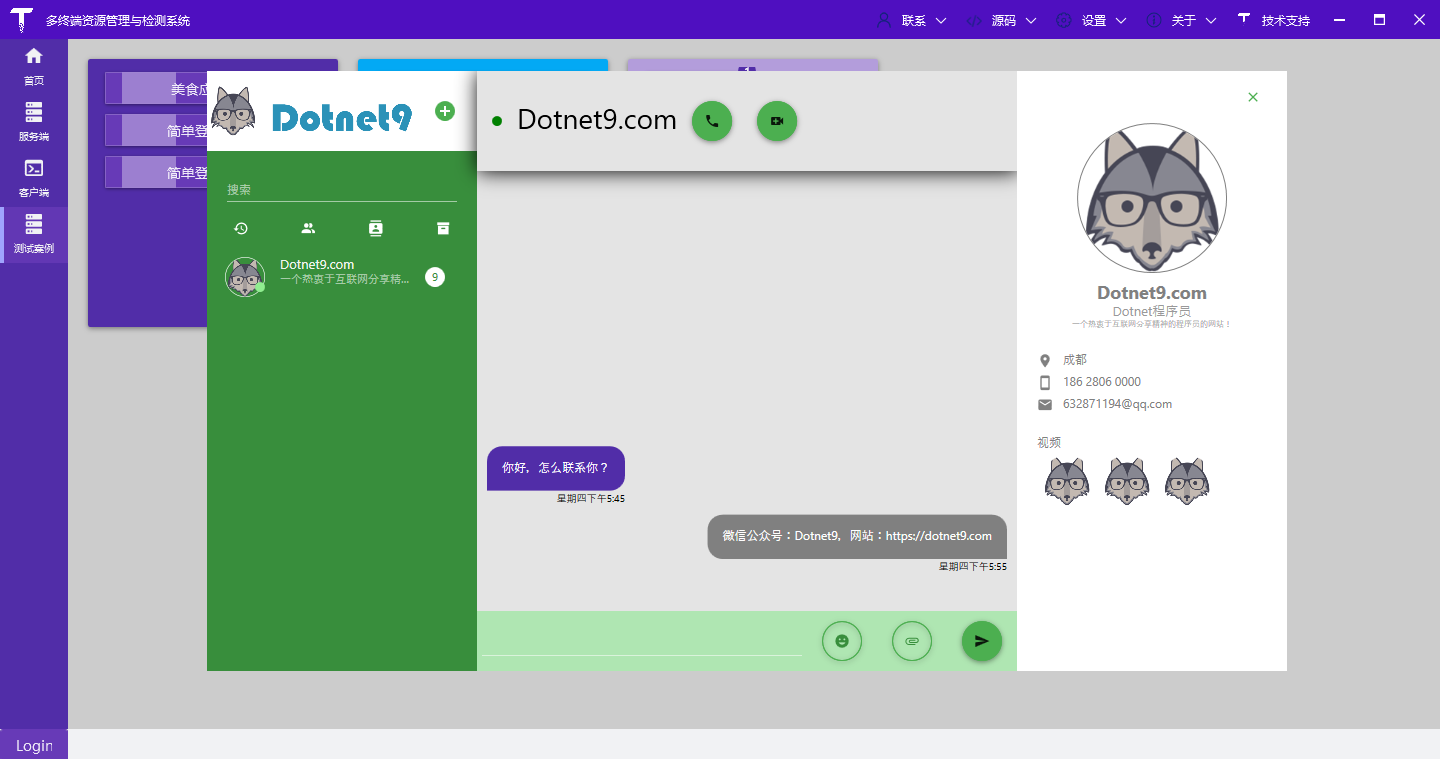 多终端资源管理与检测系统
联系
源码
设置
关于
技术支持
首页
服务端
客户端
测试案例
Login
美食应
简单登
简单登
Dotnet9
搜索
Dotnet9.com
一个热衷于互联网分享精...
9
Dotnet9.com
你好，怎么联系你？
星期四下午5:45
微信公众号：Dotnet9，网站：https://dotnet9.com
星期四下午5:55
Dotnet9.com
Dotnet程序员
一个热衷于互联网分享精神的程序员的网站！
成都
186 2806 0000
632871194@qq.com
视频